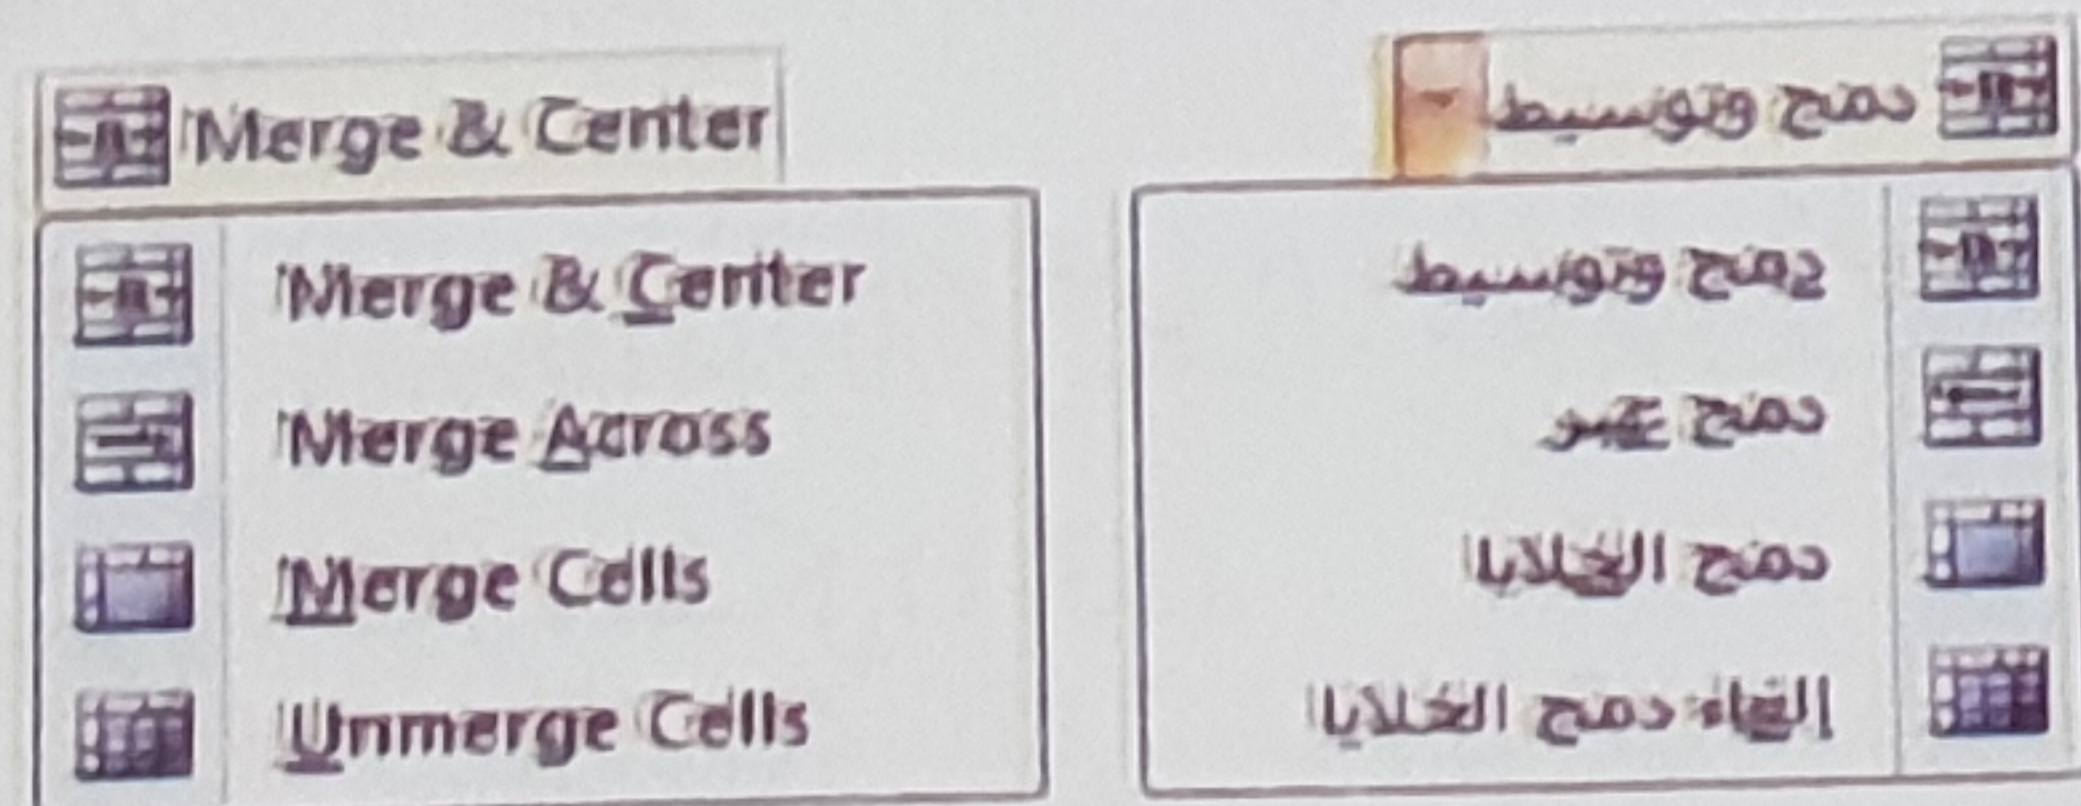 Merge & Center
Merge & Center
Merge Across
Merge Cells
Unmerge Cells
دمج وتوسيط
دمج وتوسيط
دمج عبر
دمج الخلايا
إلغاء دمج الخلايا